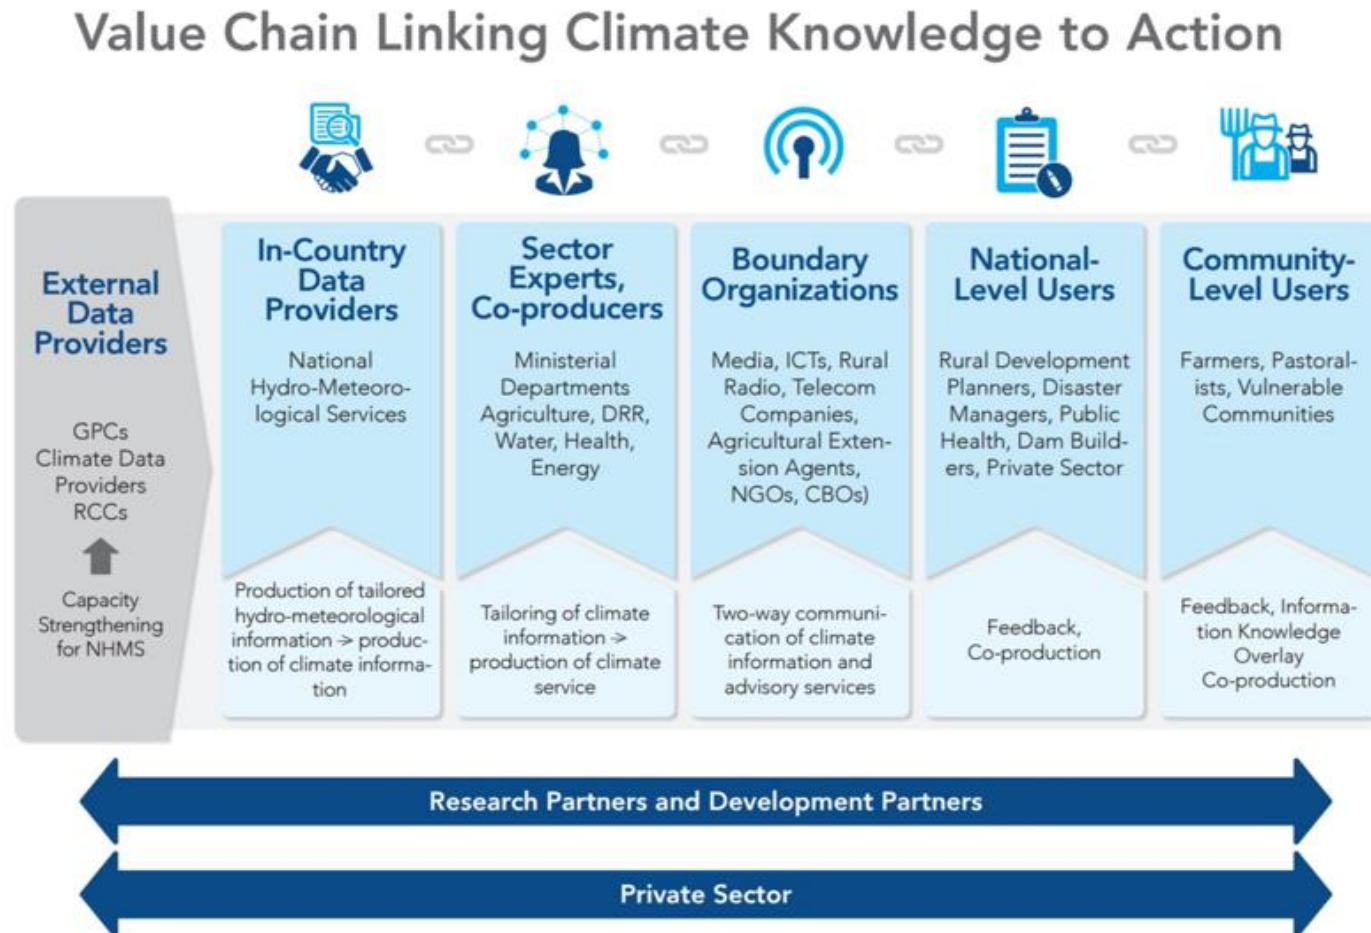 Value Chain Linking Climate Knowledge to Action
External
Data
Providers
GPCs
Climate Data
Providers
RCCs
Capacity
Strengthening
for NHMS
In-Country
Data
Providers
National
Hydro-Meteoro-
logical Services
Production of tailored
hydro-meteorological
information → produc-
tion of climate informa-
tion
Sector
Experts,
Co-producers
Ministerial
Departments
Agriculture, DRR,
Water, Health,
Energy
Tailoring of climate
information →
production of climate
service
Boundary
Organizations
Media, ICTs, Rural
Radio, Telecom
Companies,
Agricultural Exten-
sion Agents,
NGOs, CBOs)
Two-way communi-
cation of climate
information and
advisory services
National-
Level Users
Rural Development
Planners, Disaster
Managers, Public
Health, Dam Build-
ers, Private Sector
Feedback,
Co-production
Community-
Level Users
Farmers, Pastoral-
ists, Vulnerable
Communities
Feedback, Informa-
tion Knowledge
Overlay
Co-production
Research Partners and Development Partners
Private Sector